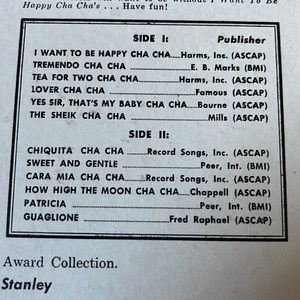 Happy Cha Cha's . . . Have fun!
SIDE I: Publisher
I WANT TO BE HAPPY CHA CHA......Harms, Inc. (ASCAP)
TREMENDO CHA CHA ...................E. B. Marks (BMI)
TEA FOR TWO CHA CHA...............Harms, Inc. (ASCAP)
LOVER CHA CHA .........................Famous (ASCAP)
YES SIR, THAT'S MY BABY CHA CHA....Bourne (ASCAP)
THE SHEIK CHA CHA .......................Mills (ASCAP)
SIDE II:
CHIQUITA CHA CHA ......Record Songs, Inc. (ASCAP)
SWEET AND GENTLE ....................Peer, Int. (BMI)
CARA MIA CHA CHA........Record Songs, Inc. (ASCAP)
HOW HIGH THE MOON CHA CHA....Chappell (ASCAP)
PATRICIA ....................................Peer, Int. (BMI)
GUAGLIONE .......................Fred Raphael (ASCAP)
Award Collection.
Stanley